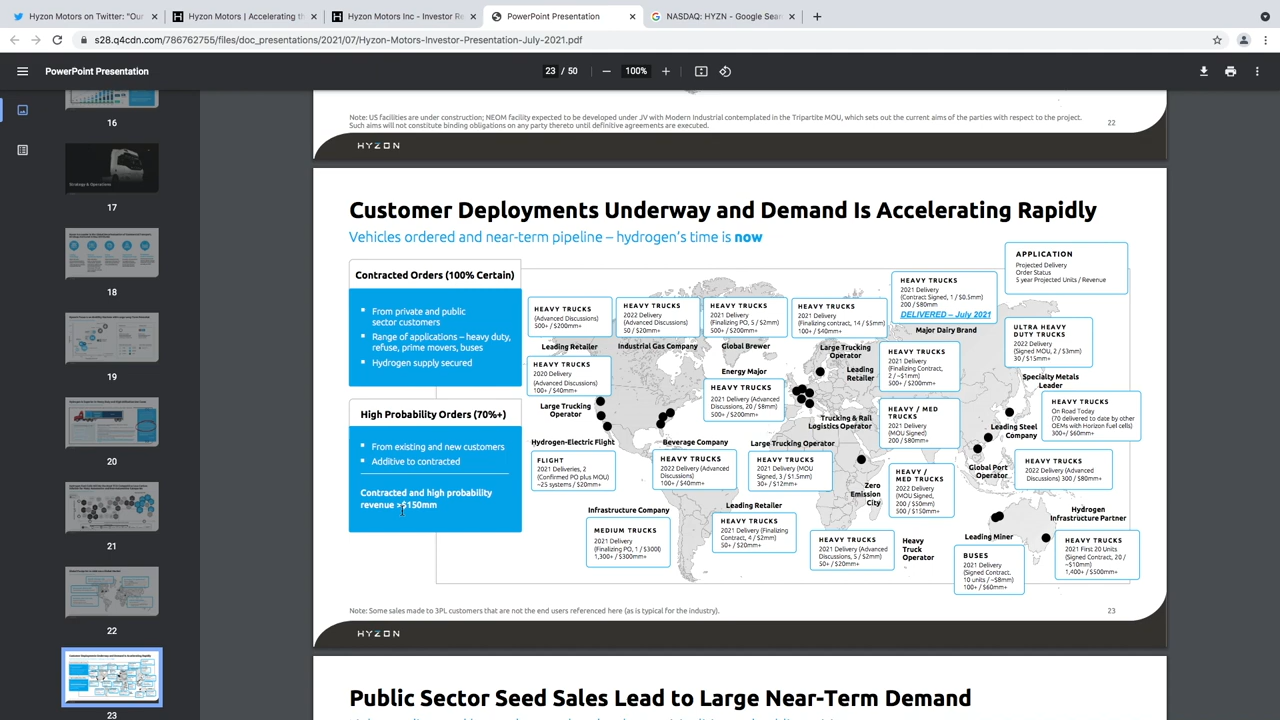 Hyzon Motors on Twitter: "Our
Hyzon Motors | Accelerating th
Hyzon Motors Inc - Investor Re
PowerPoint Presentation
NASDAQ: HYZN - Google Sear
s28.q4cdn.com/786762755/files/doc_presentations/2021/07/Hyzon-Motors-Investor-Presentation-July-2021.pdf
PowerPoint Presentation
23 / 50
100%
16
Strategy & Operations
17
18
19
20
21
22
23
Note: US facilities are under construction; NEOM facility expected to be developed under JV with Modern Industrial contemplated in the Tripartite MOU, which sets out the current aims of the parties with respect to the project.
Such aims will not constitute binding obligations on any party thereto until definitive agreements are executed.
22
HYZON
Customer Deployments Underway and Demand Is Accelerating Rapidly
Vehicles ordered and near-term pipeline – hydrogen's time is now
Contracted Orders (100% Certain)
From private and public
sector customers
Range of applications – heavy duty,
refuse, prime movers, buses
Hydrogen supply secured
High Probability Orders (70%+)
From existing and new customers
Additive to contracted
Contracted and high probability
revenue >$150mm
APPLICATION
Projected Delivery
Order Status
5 year Projected Units / Revenue
HEAVY TRUCKS
(Advanced Discussions)
500+ / $200mm+
Leading Retailer
HEAVY TRUCKS
2022 Delivery
(Advanced Discussions)
50 / $20mm+
Industrial Gas Company
HEAVY TRUCKS
2021 Delivery
(Finalizing PO, 5 / $2mm)
500+ / $200mm+
Global Brewer
HEAVY TRUCKS
2021 Delivery
(Finalizing contract, 14 / $5mm)
100+ / $40mm+
Large Trucking
Operator
HEAVY TRUCKS
2021 Delivery
(Contract Signed, 1 / $0.5mm)
200 / $80mm+
DELIVERED – July 2021
Major Dairy Brand
ULTRA HEAVY
DUTY TRUCKS
2022 Delivery
(Signed MOU, 2 / $3mm)
30 / $15mm+
Specialty Metals
Leader
HEAVY TRUCKS
2020 Delivery
(Advanced Discussions)
100+ / $40mm+
Large Trucking
Operator
Energy Major
HEAVY TRUCKS
2021 Delivery (Advanced
Discussions, 20 / $8mm)
500+ / $200mm+
Leading
Retailer
HEAVY TRUCKS
2021 Delivery
(Finalizing Contract,
2 / ~$1mm)
500+ / $200mm+
Trucking & Rail
Logistics Operator
HEAVY / MED
TRUCKS
2021 Delivery
(MOU Signed)
200 / $80mm+
HEAVY TRUCKS
On Road Today
(70 delivered to date by other
OEMs with Horizon fuel cells)
300+/ $60mm+
Leading Steel
Company
Hydrogen-Electric Flight
FLIGHT
2021 Deliveries, 2
(Confirmed PO plus MOU)
~25 systems / $20mm+
Beverage Company
HEAVY TRUCKS
2022 Delivery (Advanced
Discussions)
100+ / $40mm+
Large Trucking Operator
HEAVY TRUCKS
2021 Delivery (MOU
Signed, 3 / $1.5mm)
30+ / $12mm+
Zero
Emission
City
HEAVY /
MED TRUCKS
2022 Delivery
(MOU Signed,
200 / $50mm)
500 / $150mm+
Global Port
Operator
HEAVY TRUCKS
2022 Delivery (Advanced
Discussions) 300 / $80mm+
Infrastructure Company
MEDIUM TRUCKS
2021 Delivery
(Finalizing PO, 1 / $300k)
1,300+ / $300mm+
Leading Retailer
HEAVY TRUCKS
2021 Delivery (Finalizing
Contract, 4 / $2mm)
50+ / $20mm+
HEAVY TRUCKS
2021 Delivery (Advanced
Discussions, 5 / $2mm)
50+ / $20mm+
Heavy
Truck
Operator
Leading Miner
BUSES
2021 Delivery
(Signed Contract,
10 units / ~$8mm)
100+ / $60mm+
Hydrogen
Infrastructure Partner
HEAVY TRUCKS
2021 First 20 Units
(Signed Contract, 20 /
~$10mm)
1,400+ / $500mm+
Note: Some sales made to 3PL customers that are not the end users referenced here (as is typical for the industry).
23
HYZON
Public Sector Seed Sales Lead to Large Near-Term Demand